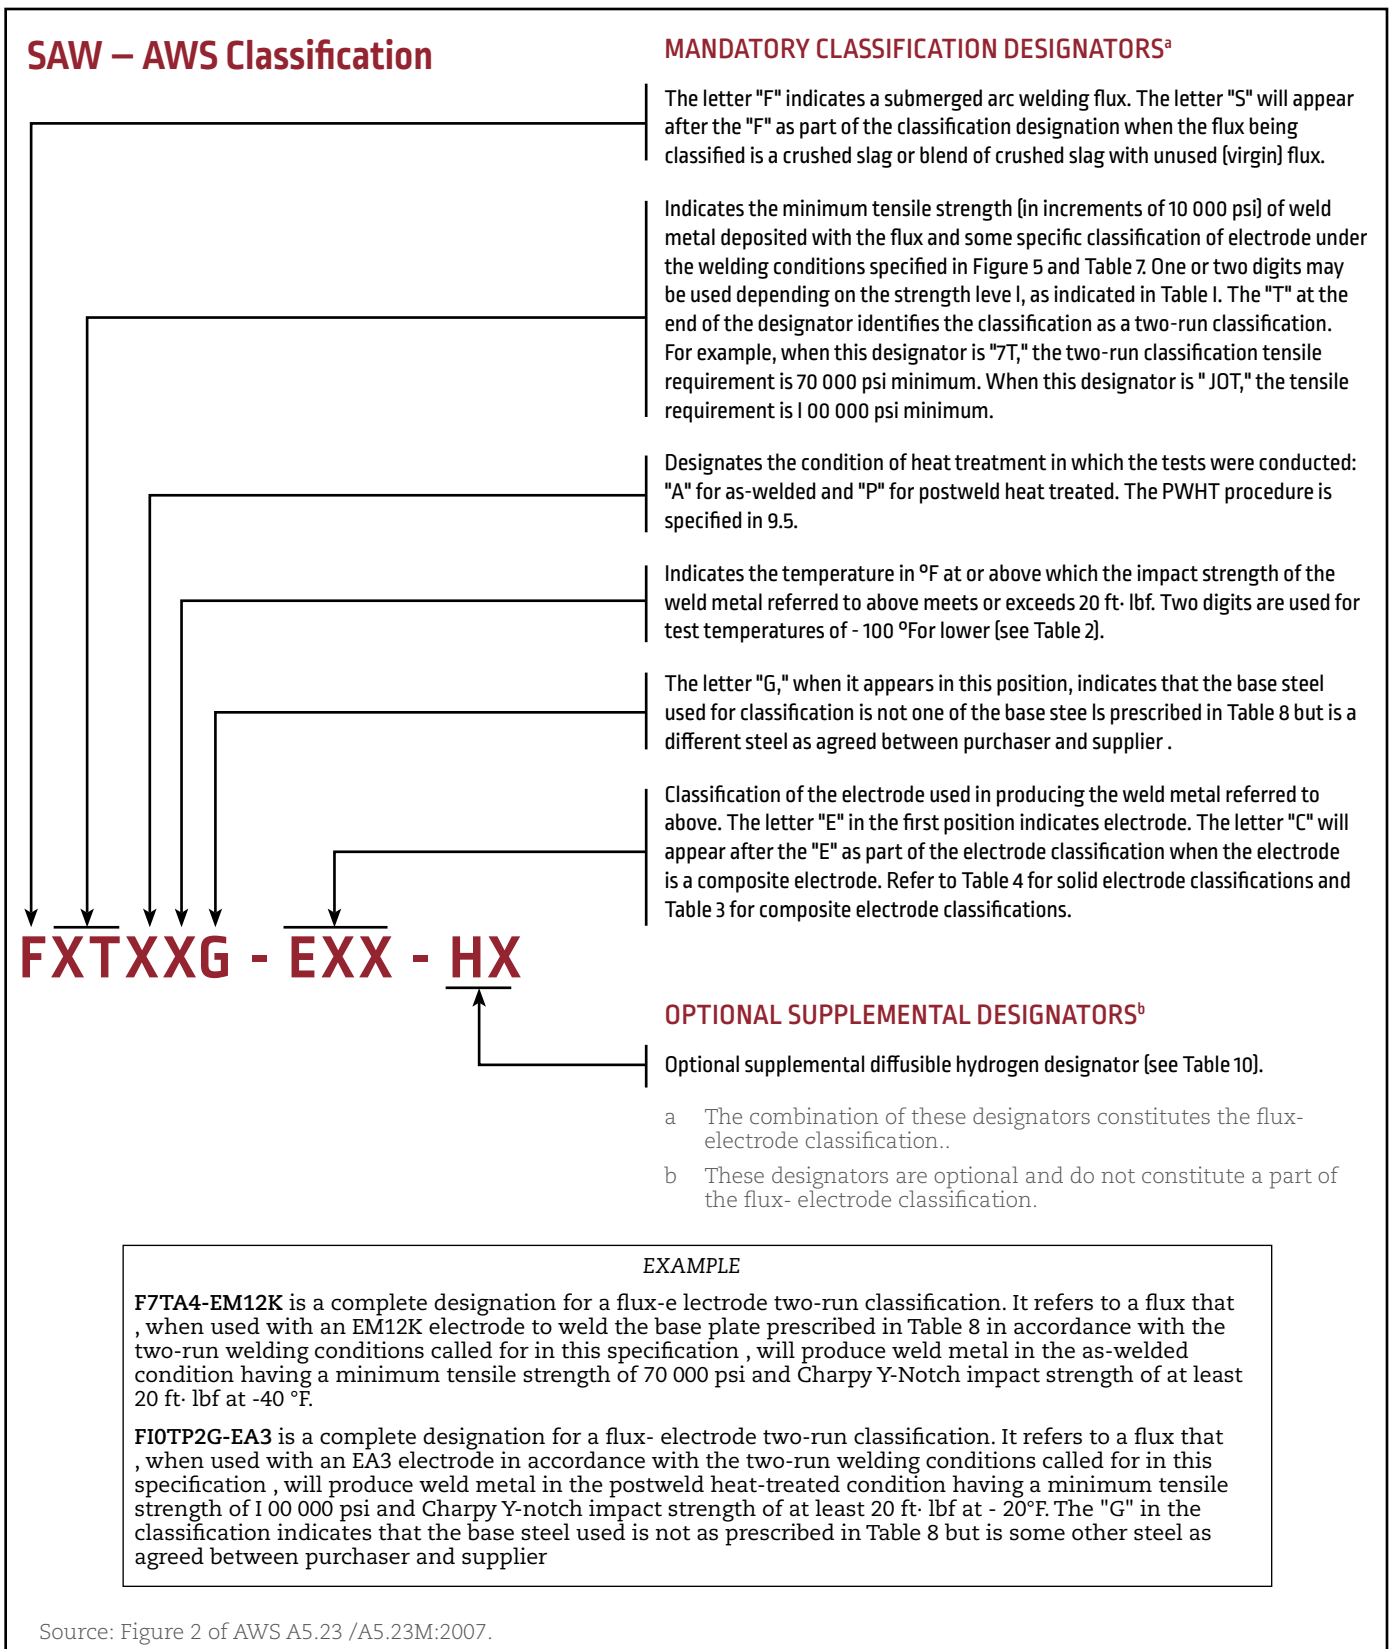 SAW – AWS Classification
MANDATORY CLASSIFICATION DESIGNATORSᵃ
The letter "F" indicates a submerged arc welding flux. The letter "S" will appear
after the "F" as part of the classification designation when the flux being
classified is a crushed slag or blend of crushed slag with unused (virgin) flux.
Indicates the minimum tensile strength (in increments of 10 000 psi) of weld
metal deposited with the flux and some specific classification of electrode under
the welding conditions specified in Figure 5 and Table 7. One or two digits may
be used depending on the strength leve l, as indicated in Table I. The "T" at the
end of the designator identifies the classification as a two-run classification.
For example, when this designator is "7T," the two-run classification tensile
requirement is 70 000 psi minimum. When this designator is " JOT," the tensile
requirement is I 00 000 psi minimum.
Designates the condition of heat treatment in which the tests were conducted:
"A" for as-welded and "P" for postweld heat treated. The PWHT procedure is
specified in 9.5.
Indicates the temperature in °F at or above which the impact strength of the
weld metal referred to above meets or exceeds 20 ft· lbf. Two digits are used for
test temperatures of - 100 °For lower (see Table 2).
The letter "G," when it appears in this position, indicates that the base steel
used for classification is not one of the base stee ls prescribed in Table 8 but is a
different steel as agreed between purchaser and supplier .
Classification of the electrode used in producing the weld metal referred to
above. The letter "E" in the first position indicates electrode. The letter "C" will
appear after the "E" as part of the electrode classification when the electrode
is a composite electrode. Refer to Table 4 for solid electrode classifications and
Table 3 for composite electrode classifications.
FXTXXG - EXX - HX
OPTIONAL SUPPLEMENTAL DESIGNATORSᵇ
Optional supplemental diffusible hydrogen designator (see Table 10).
a The combination of these designators constitutes the flux-
electrode classification..
b These designators are optional and do not constitute a part of
the flux- electrode classification.
EXAMPLE
F7TA4-EM12K is a complete designation for a flux-e lectrode two-run classification. It refers to a flux that
, when used with an EM12K electrode to weld the base plate prescribed in Table 8 in accordance with the
two-run welding conditions called for in this specification , will produce weld metal in the as-welded
condition having a minimum tensile strength of 70 000 psi and Charpy Y-Notch impact strength of at least
20 ft· lbf at -40 °F.
FI0TP2G-EA3 is a complete designation for a flux- electrode two-run classification. It refers to a flux that
, when used with an EA3 electrode in accordance with the two-run welding conditions called for in this
specification , will produce weld metal in the postweld heat-treated condition having a minimum tensile
strength of I 00 000 psi and Charpy Y-notch impact strength of at least 20 ft· lbf at - 20°F. The "G" in the
classification indicates that the base steel used is not as prescribed in Table 8 but is some other steel as
agreed between purchaser and supplier
Source: Figure 2 of AWS A5.23 /A5.23M:2007.